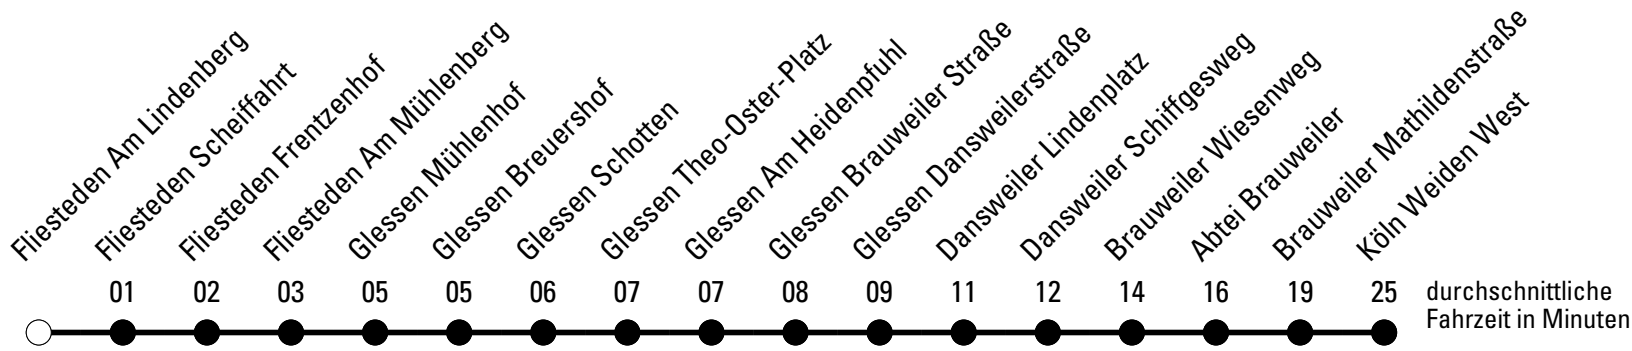 Fliesteden Am Lindenberg
Fliesteden Scheiffahrt
Fliesteden Frentzenhof
Fliesteden Am Mühlenberg
Glessen Mühlenhof
Glessen Breuershof
Glessen Schotten
Glessen Theo-Oster-Platz
Glessen Am Heidenpfuhl
Glessen Brauweiler Straße
Glessen Dansweilerstraße
Dansweiler Lindenplatz
Dansweiler Schiffgesweg
Brauweiler Wiesenweg
Abtei Brauweiler
Brauweiler Mathildenstraße
Köln Weiden West
01 02 03 05 05 06 07 07 08 09 11 12 14 16 19 25
durchschnittliche
Fahrzeit in Minuten